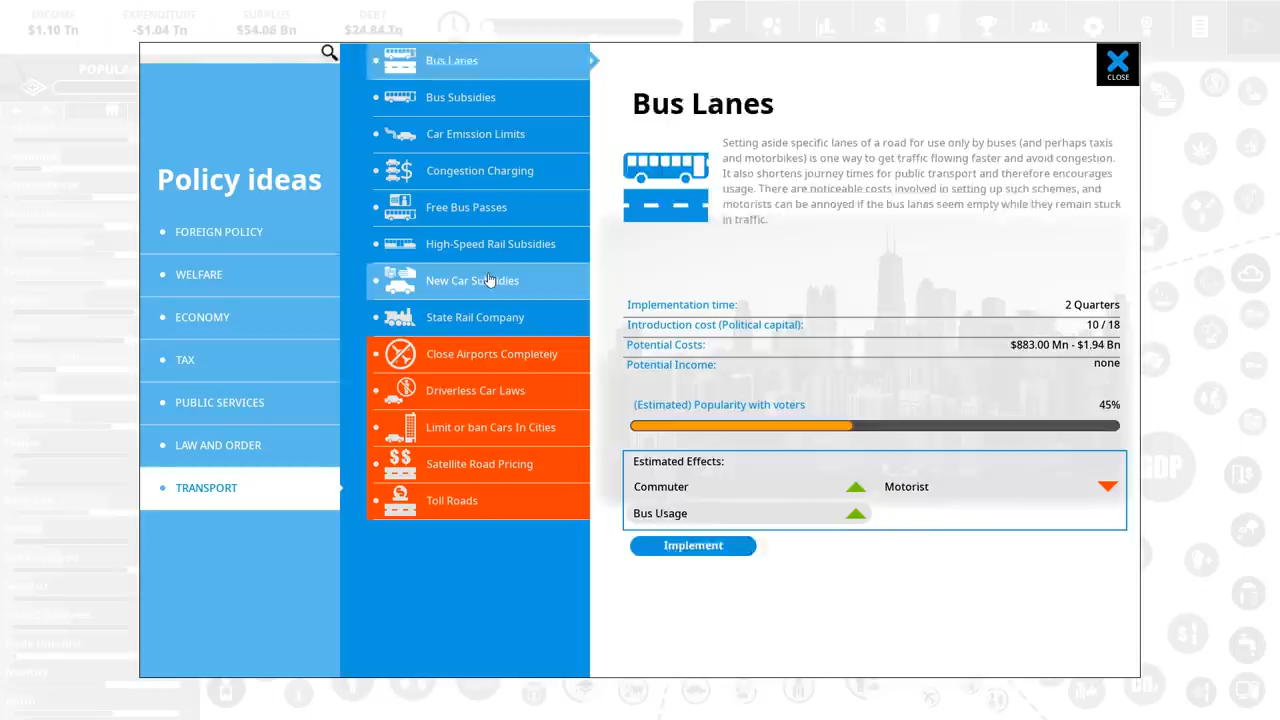 INCOME
EXPENDITURE
SURPLUS
DEBT
$1.10 Tn
-$1.04 Tn
$54.06 Bn
$24.84 Tn
CLOSE
Policy ideas
FOREIGN POLICY
WELFARE
ECONOMY
TAX
PUBLIC SERVICES
LAW AND ORDER
TRANSPORT
Bus Lanes
Bus Subsidies
Car Emission Limits
Congestion Charging
Free Bus Passes
High-Speed Rail Subsidies
New Car Subsidies
State Rail Company
Close Airports Completely
Driverless Car Laws
Limit or ban Cars In Cities
Satellite Road Pricing
Toll Roads
Bus Lanes
Setting aside specific lanes of a road for use only by buses (and perhaps taxis
and motorbikes) is one way to get traffic flowing faster and avoid congestion.
It also shortens journey times for public transport and therefore encourages
usage. There are noticeable costs involved in setting up such schemes, and
motorists can be annoyed if the bus lanes seem empty while they remain stuck
in traffic.
Implementation time: 2 Quarters
Introduction cost (Political capital): 10 / 18
Potential Costs: $883.00 Mn - $1.94 Bn
Potential Income: none
(Estimated) Popularity with voters 45%
Estimated Effects:
Commuter Motorist
Bus Usage
Implement
GDP